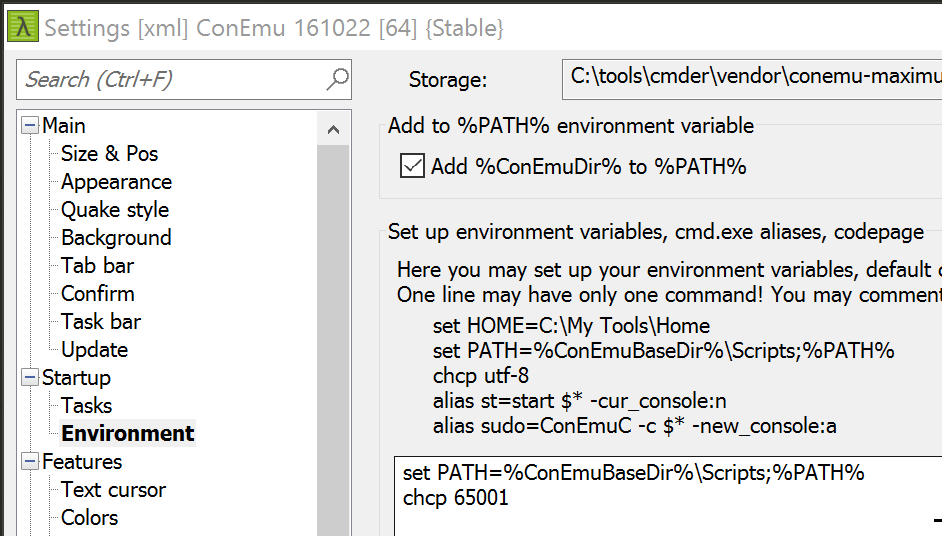 Settings [xml] ConEmu 161022 [64] {Stable}
Search (Ctrl+F)
Storage:
C:\tools\cmder\vendor\conemu-maximu
Main
Size & Pos
Appearance
Quake style
Background
Tab bar
Confirm
Task bar
Update
Startup
Tasks
Environment
Features
Text cursor
Colors
Add to %PATH% environment variable
Add %ConEmuDir% to %PATH%
Set up environment variables, cmd.exe aliases, codepage
Here you may set up your environment variables, default
One line may have only one command! You may comment
set HOME=C:\My Tools\Home
set PATH=%ConEmuBaseDir%\Scripts;%PATH%
chcp utf-8
alias st=start $* -cur_console:n
alias sudo=ConEmuC -c $* -new_console:a
set PATH=%ConEmuBaseDir%\Scripts;%PATH%
chcp 65001